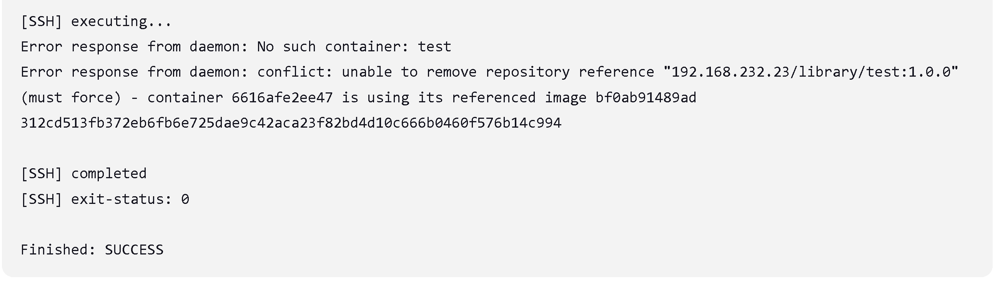 [SSH] executing...
Error response from daemon: No such container: test
Error response from daemon: conflict: unable to remove repository reference "192.168.232.23/library/test:1.0.0"
(must force) - container 6616afe2ee47 is using its referenced image bf0ab91489ad
312cd513fb372eb6fb6e725dae9c42aca23f82bd4d10c666b0460f576b14c994
[SSH] completed
[SSH] exit-status: 0
Finished: SUCCESS